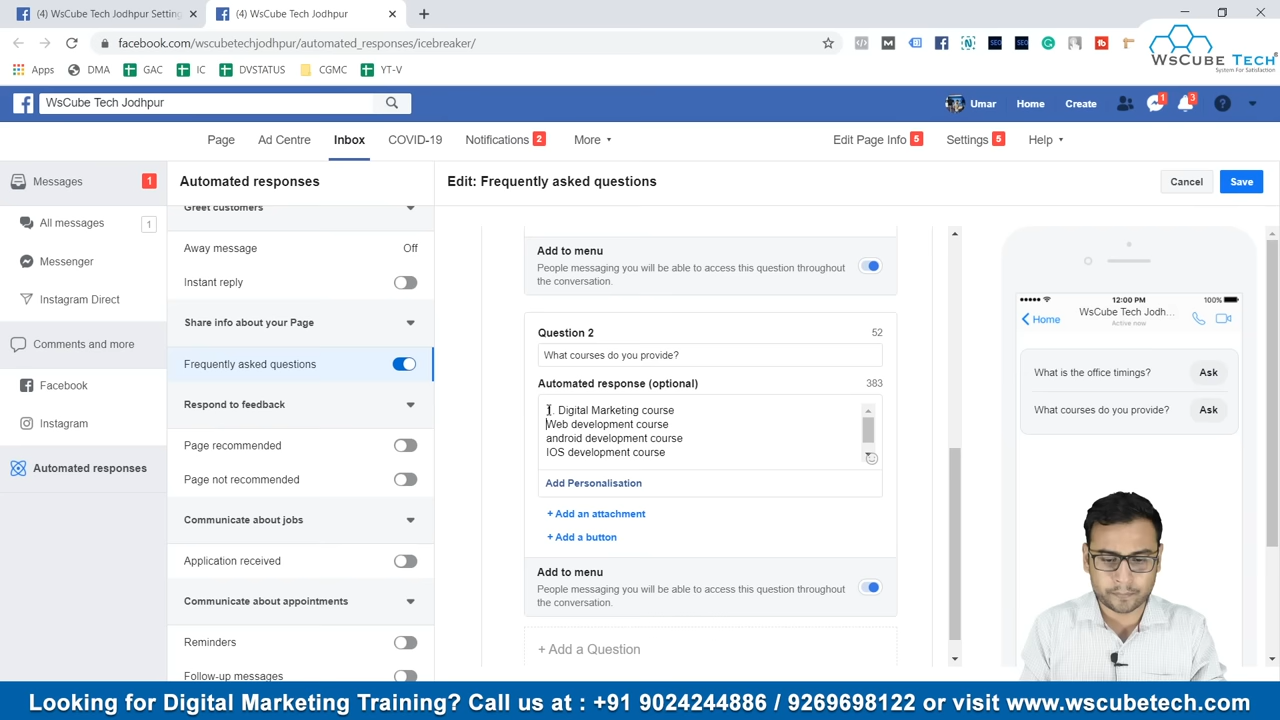 (4) WsCube Tech Jodhpur Setting
(4) WsCube Tech Jodhpur
facebook.com/wscubetechjodhpur/automated_responses/icebreaker/
Apps
DMA
GAC
IC
DVSTATUS
CGMC
YT-V
WsCube Tech
System For Satisfaction
WsCube Tech Jodhpur
Umar
Home
Create
1
3
Page
Ad Centre
Inbox
COVID-19
Notifications 2
More
Edit Page Info 5
Settings 5
Help
Messages 1
All messages 1
Messenger
Instagram Direct
Comments and more
Facebook
Instagram
Automated responses
Automated responses
Greet customers
Away message Off
Instant reply
Share info about your Page
Frequently asked questions
Respond to feedback
Page recommended
Page not recommended
Communicate about jobs
Application received
Communicate about appointments
Reminders
Follow-up messages
Edit: Frequently asked questions
Cancel
Save
Add to menu
People messaging you will be able to access this question throughout
the conversation.
Question 2 52
What courses do you provide?
Automated response (optional) 383
1. Digital Marketing course
Web development course
android development course
IOS development course
Add Personalisation
+ Add an attachment
+ Add a button
Add to menu
People messaging you will be able to access this question throughout
the conversation.
+ Add a Question
12:00 PM
100%
Home
WsCube Tech Jodh...
Active now
What is the office timings? Ask
What courses do you provide? Ask
Looking for Digital Marketing Training? Call us at : +91 9024244886 / 9269698122 or visit www.wscubetech.com